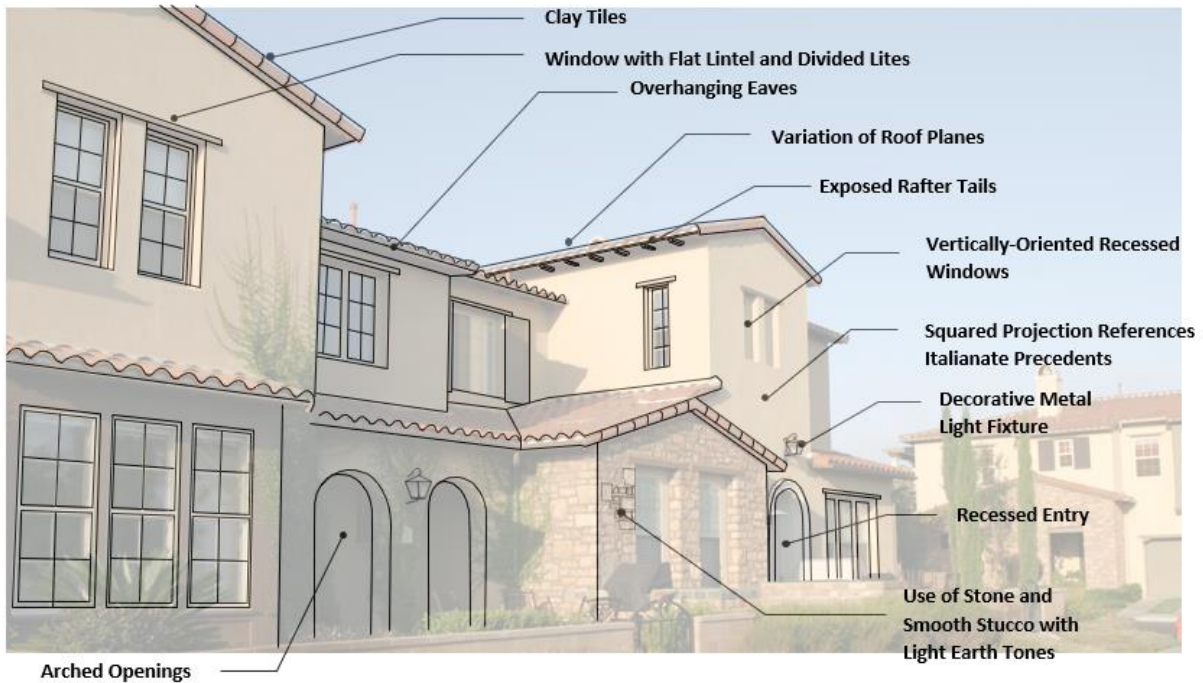 Clay Tiles
Window with Flat Lintel and Divided Lites
Overhanging Eaves
Variation of Roof Planes
Exposed Rafter Tails
Vertically-Oriented Recessed
Windows
Squared Projection References
Italianate Precedents
Decorative Metal
Light Fixture
Recessed Entry
Use of Stone and
Smooth Stucco with
Light Earth Tones
Arched Openings